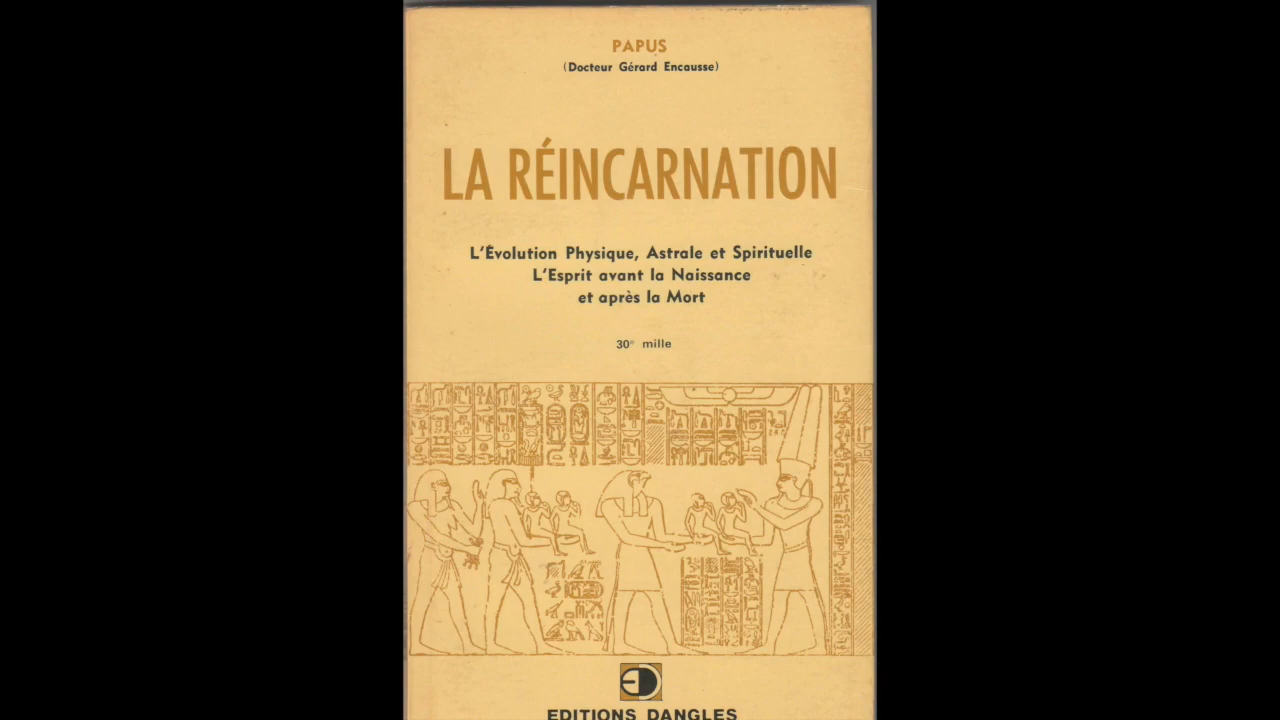 PAPUS
(Docteur Gérard Encausse)
LA RÉINCARNATION
L'Évolution Physique, Astrale et Spirituelle
L'Esprit avant la Naissance
et après la Mort
30e mille
ED
EDITIONS DANGLES